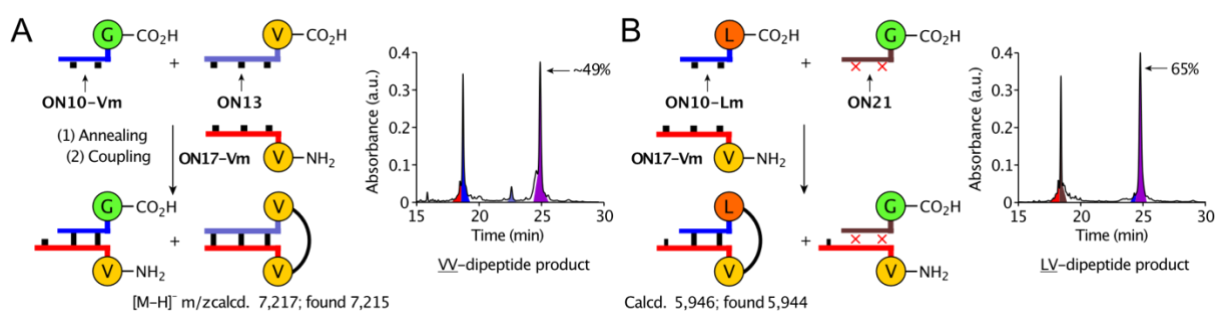 A
G
CO₂H
+
V
CO₂H
ON10–Vm
ON13
(1) Annealing
(2) Coupling
ON17–Vm
V
NH₂
G
CO₂H
+
V
V
NH₂
V
[M–H]⁻ m/zcalcd. 7,217; found 7,215
Absorbance (a.u.)
0.4
0.3
0.2
0.1
0
15
20
25
30
Time (min)
~49%
VV–dipeptide product
B
L
CO₂H
+
G
CO₂H
ON10–Lm
ON21
ON17–Vm
V
NH₂
L
+
G
CO₂H
V
V
NH₂
Calcd. 5,946; found 5,944
Absorbance (a.u.)
0.4
0.3
0.2
0.1
0
15
20
25
30
Time (min)
65%
LV–dipeptide product